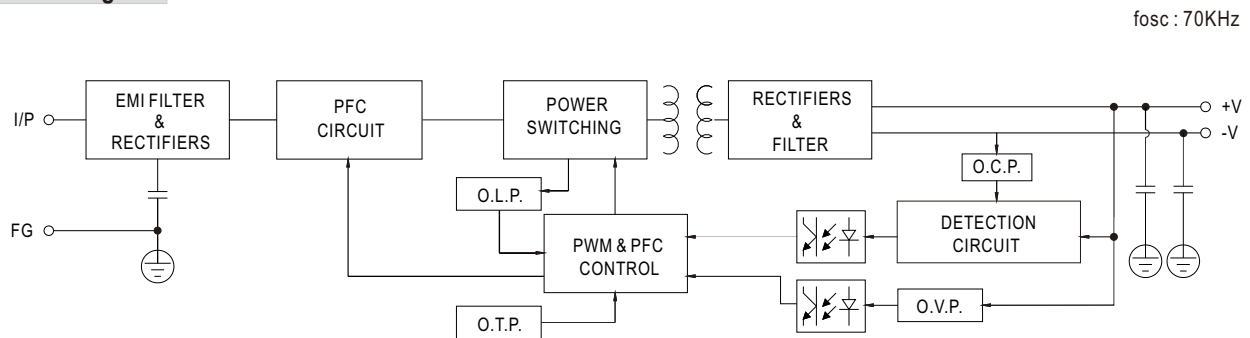 fosc : 70KHz
I/P
EMI FILTER
&
RECTIFIERS
PFC
CIRCUIT
POWER
SWITCHING
RECTIFIERS
&
FILTER
+V
-V
O.C.P.
O.L.P.
DETECTION
CIRCUIT
FG
PWM & PFC
CONTROL
O.T.P.
O.V.P.